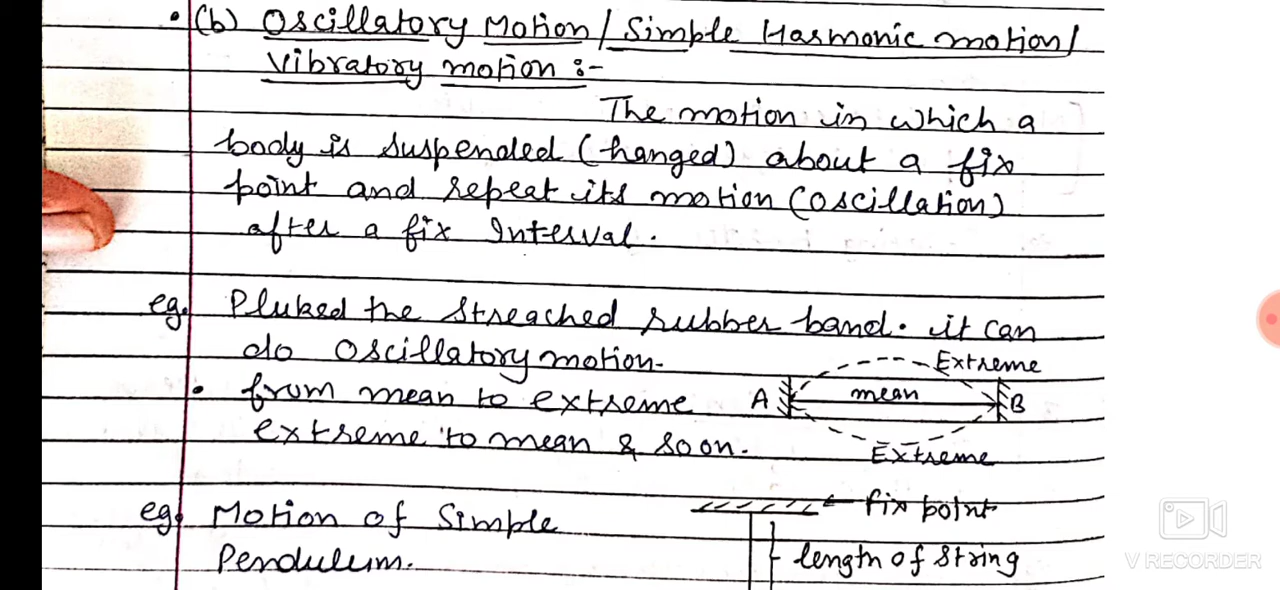 • (b) Oscillatory Motion / Simple Harmonic motion /
Vibratory motion :-
The motion in which a
body is suspended (hanged) about a fix
point and repeat its motion (oscillation)
after a fix Interval.
eg. Pluked the streached rubber band. it can
do oscillatory motion.
• from mean to extreme
extreme to mean & so on.
Extreme
A mean B
Extreme
eg. Motion of Simple
Pendulum.
fix point
length of string
V RECORDER